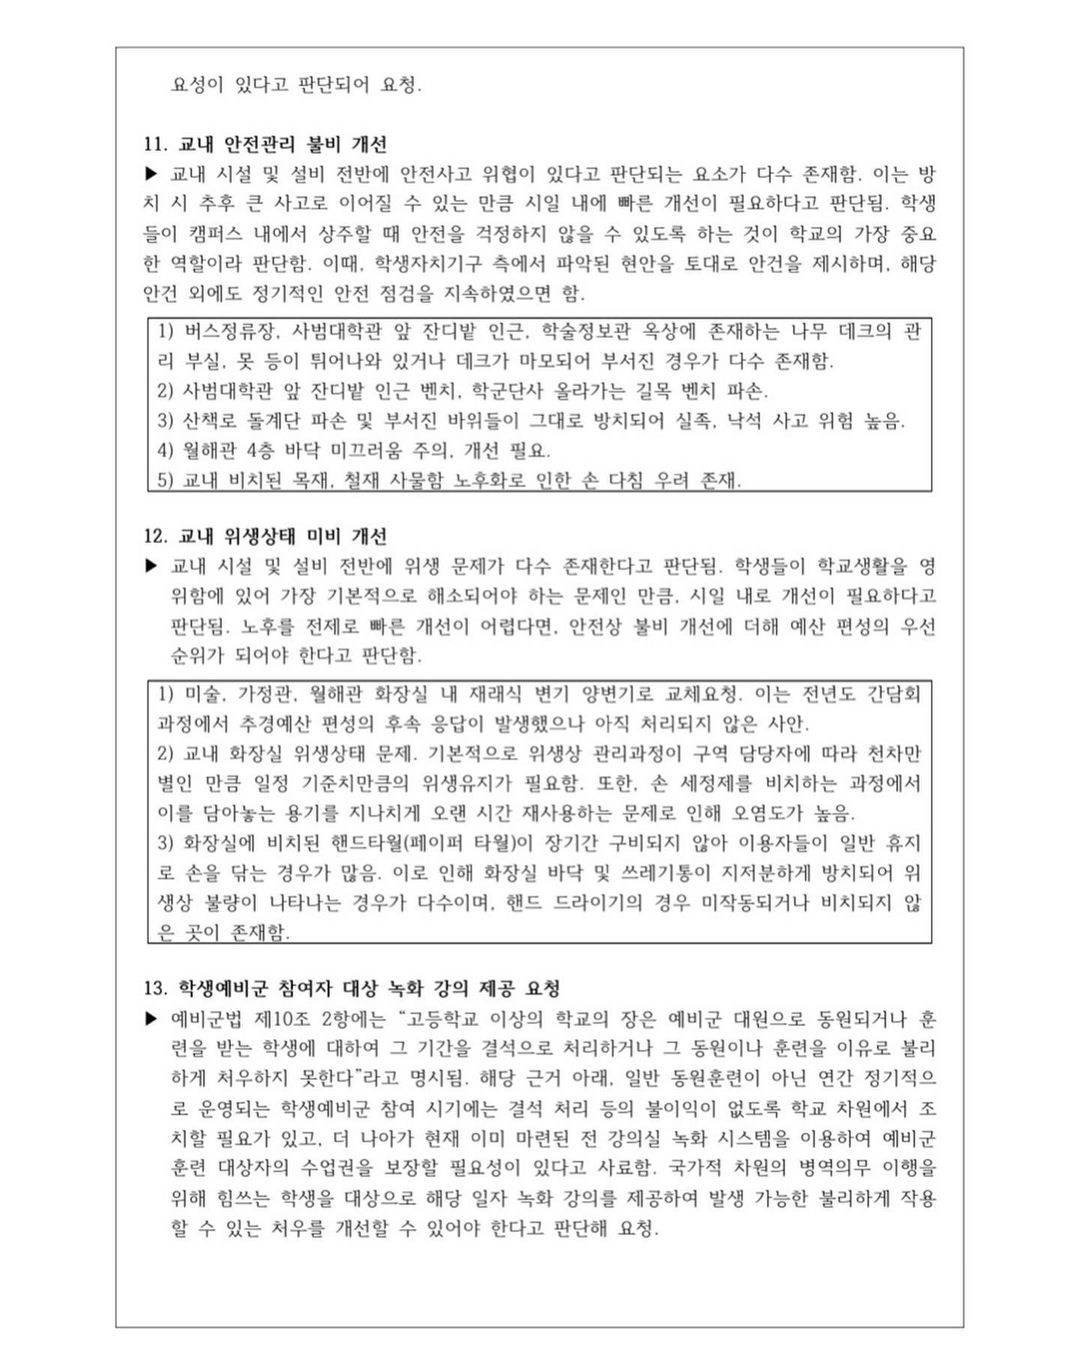 요성이 있다고 판단되어 요청.
11. 교내 안전관리 불비 개선
▶ 교내 시설 및 설비 전반에 안전사고 위협이 있다고 판단되는 요소가 다수 존재함. 이는 방
치 시 추후 큰 사고로 이어질 수 있는 만큼 시일 내에 빠른 개선이 필요하다고 판단됨. 학생
들이 캠퍼스 내에서 상주할 때 안전을 걱정하지 않을 수 있도록 하는 것이 학교의 가장 중요
한 역할이라 판단함. 이때, 학생자치기구 측에서 파악된 현안을 토대로 안건을 제시하며, 해당
안건 외에도 정기적인 안전 점검을 지속하였으면 함.
1) 버스정류장, 사범대학관 앞 잔디밭 인근, 학술정보관 옥상에 존재하는 나무 데크의 관
리 부실, 못 등이 튀어나와 있거나 데크가 마모되어 부서진 경우가 다수 존재함.
2) 사범대학관 앞 잔디밭 인근 벤치, 학군단사 올라가는 길목 벤치 파손.
3) 산책로 돌계단 파손 및 부서진 바위들이 그대로 방치되어 실족, 낙석 사고 위험 높음.
4) 월해관 4층 바닥 미끄러움 주의, 개선 필요.
5) 교내 비치된 목재, 철재 사물함 노후화로 인한 손 다침 우려 존재.
12. 교내 위생상태 미비 개선
▶ 교내 시설 및 설비 전반에 위생 문제가 다수 존재한다고 판단됨. 학생들이 학교생활을 영
위함에 있어 가장 기본적으로 해소되어야 하는 문제인 만큼, 시일 내로 개선이 필요하다고
판단됨. 노후를 전제로 빠른 개선이 어렵다면, 안전상 불비 개선에 더해 예산 편성의 우선
순위가 되어야 한다고 판단함.
1) 미술, 가정관, 월해관 화장실 내 재래식 변기 양변기로 교체요청. 이는 전년도 간담회
과정에서 추경예산 편성의 후속 응답이 발생했으나 아직 처리되지 않은 사안.
2) 교내 화장실 위생상태 문제. 기본적으로 위생상 관리과정이 구역 담당자에 따라 천차만
별인 만큼 일정 기준치만큼의 위생유지가 필요함. 또한, 손 세정제를 비치하는 과정에서
이를 담아놓는 용기를 지나치게 오랜 시간 재사용하는 문제로 인해 오염도가 높음.
3) 화장실에 비치된 핸드타월(페이퍼 타월)이 장기간 구비되지 않아 이용자들이 일반 휴지
로 손을 닦는 경우가 많음. 이로 인해 화장실 바닥 및 쓰레기통이 지저분하게 방치되어 위
생상 불량이 나타나는 경우가 다수이며, 핸드 드라이기의 경우 미작동되거나 비치되지 않
은 곳이 존재함.
13. 학생예비군 참여자 대상 녹화 강의 제공 요청
▶ 예비군법 제10조 2항에는 “고등학교 이상의 학교의 장은 예비군 대원으로 동원되거나 훈
련을 받는 학생에 대하여 그 기간을 결석으로 처리하거나 그 동원이나 훈련을 이유로 불리
하게 처우하지 못한다”라고 명시됨. 해당 근거 아래, 일반 동원훈련이 아닌 연간 정기적으
로 운영되는 학생예비군 참여 시기에는 결석 처리 등의 불이익이 없도록 학교 차원에서 조
치할 필요가 있고, 더 나아가 현재 이미 마련된 전 강의실 녹화 시스템을 이용하여 예비군
훈련 대상자의 수업권을 보장할 필요성이 있다고 사료함. 국가적 차원의 병역의무 이행을
위해 힘쓰는 학생을 대상으로 해당 일자 녹화 강의를 제공하여 발생 가능한 불리하게 작용
할 수 있는 처우를 개선할 수 있어야 한다고 판단해 요청.